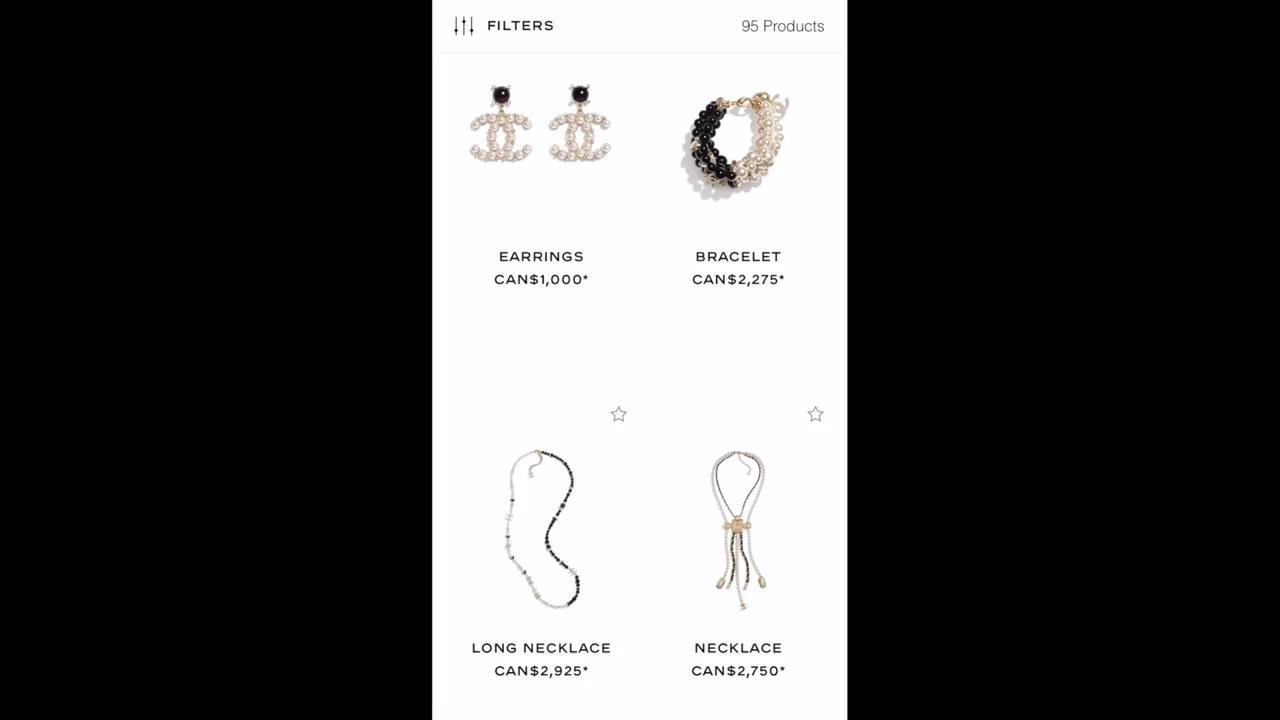 FILTERS
95 Products
EARRINGS
CAN$1,000*
BRACELET
CAN$2,275*
LONG NECKLACE
CAN$2,925*
NECKLACE
CAN$2,750*